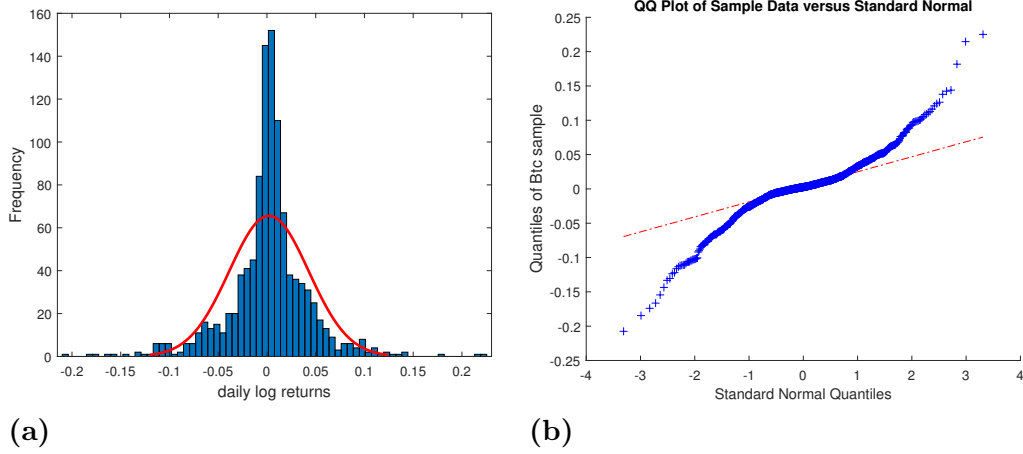 160
140
120
100
80
60
40
20
0
Frequency
-0.2 -0.15 -0.1 -0.05 0 0.05 0.1 0.15 0.2
daily log returns
(a)
QQ Plot of Sample Data versus Standard Normal
0.25
0.2
0.15
0.1
0.05
0
-0.05
-0.1
-0.15
-0.2
-0.25
Quantiles of Btc sample
-4 -3 -2 -1 0 1 2 3 4
Standard Normal Quantiles
(b)